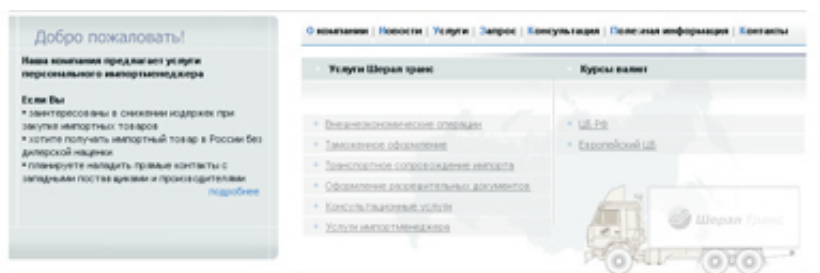 Добро пожаловать!
Наша компания предлагает услуги
персонального импортменеджера
Если Вы
• заинтересованы в снижении издержек при
закупке импортных товаров
• хотите получать импортный товар в России без
дилерской наценки
• планируете наладить прямые контакты с
западными поставщиками и производителями
подробнее
О компании | Новости | Услуги | Запрос | Консультация | Полезная информация | Контакты
Услуги Шерал транс
Внешнеэкономические операции
Таможенное оформление
Транспортное сопровождение импорта
Оформление разрешительных документов
Консультационные услуги
Услуги импортменеджера
Курсы валют
ЦБ РФ
Европейский ЦБ
Шерал Транс